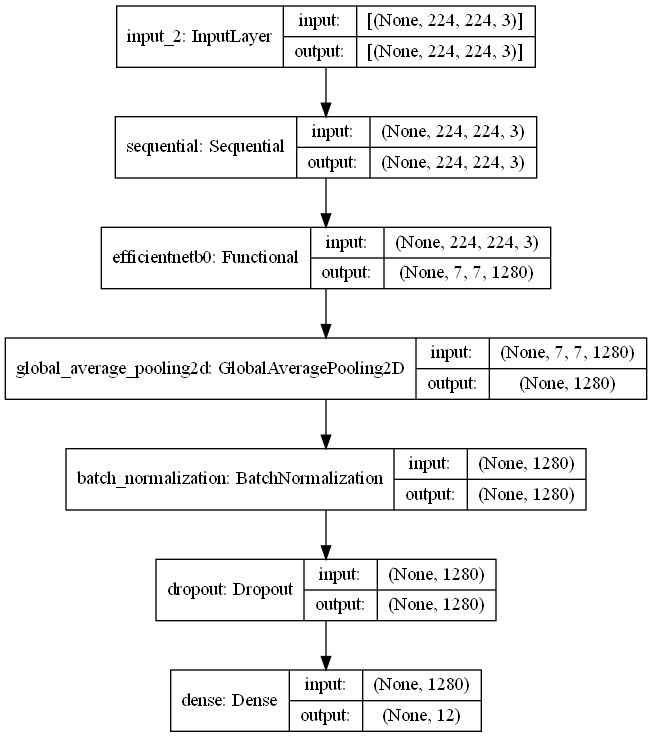 input_2: InputLayer
input: [(None, 224, 224, 3)]
output: [(None, 224, 224, 3)]
sequential: Sequential
input: (None, 224, 224, 3)
output: (None, 224, 224, 3)
efficientnetb0: Functional
input: (None, 224, 224, 3)
output: (None, 7, 7, 1280)
global_average_pooling2d: GlobalAveragePooling2D
input: (None, 7, 7, 1280)
output: (None, 1280)
batch_normalization: BatchNormalization
input: (None, 1280)
output: (None, 1280)
dropout: Dropout
input: (None, 1280)
output: (None, 1280)
dense: Dense
input: (None, 1280)
output: (None, 12)